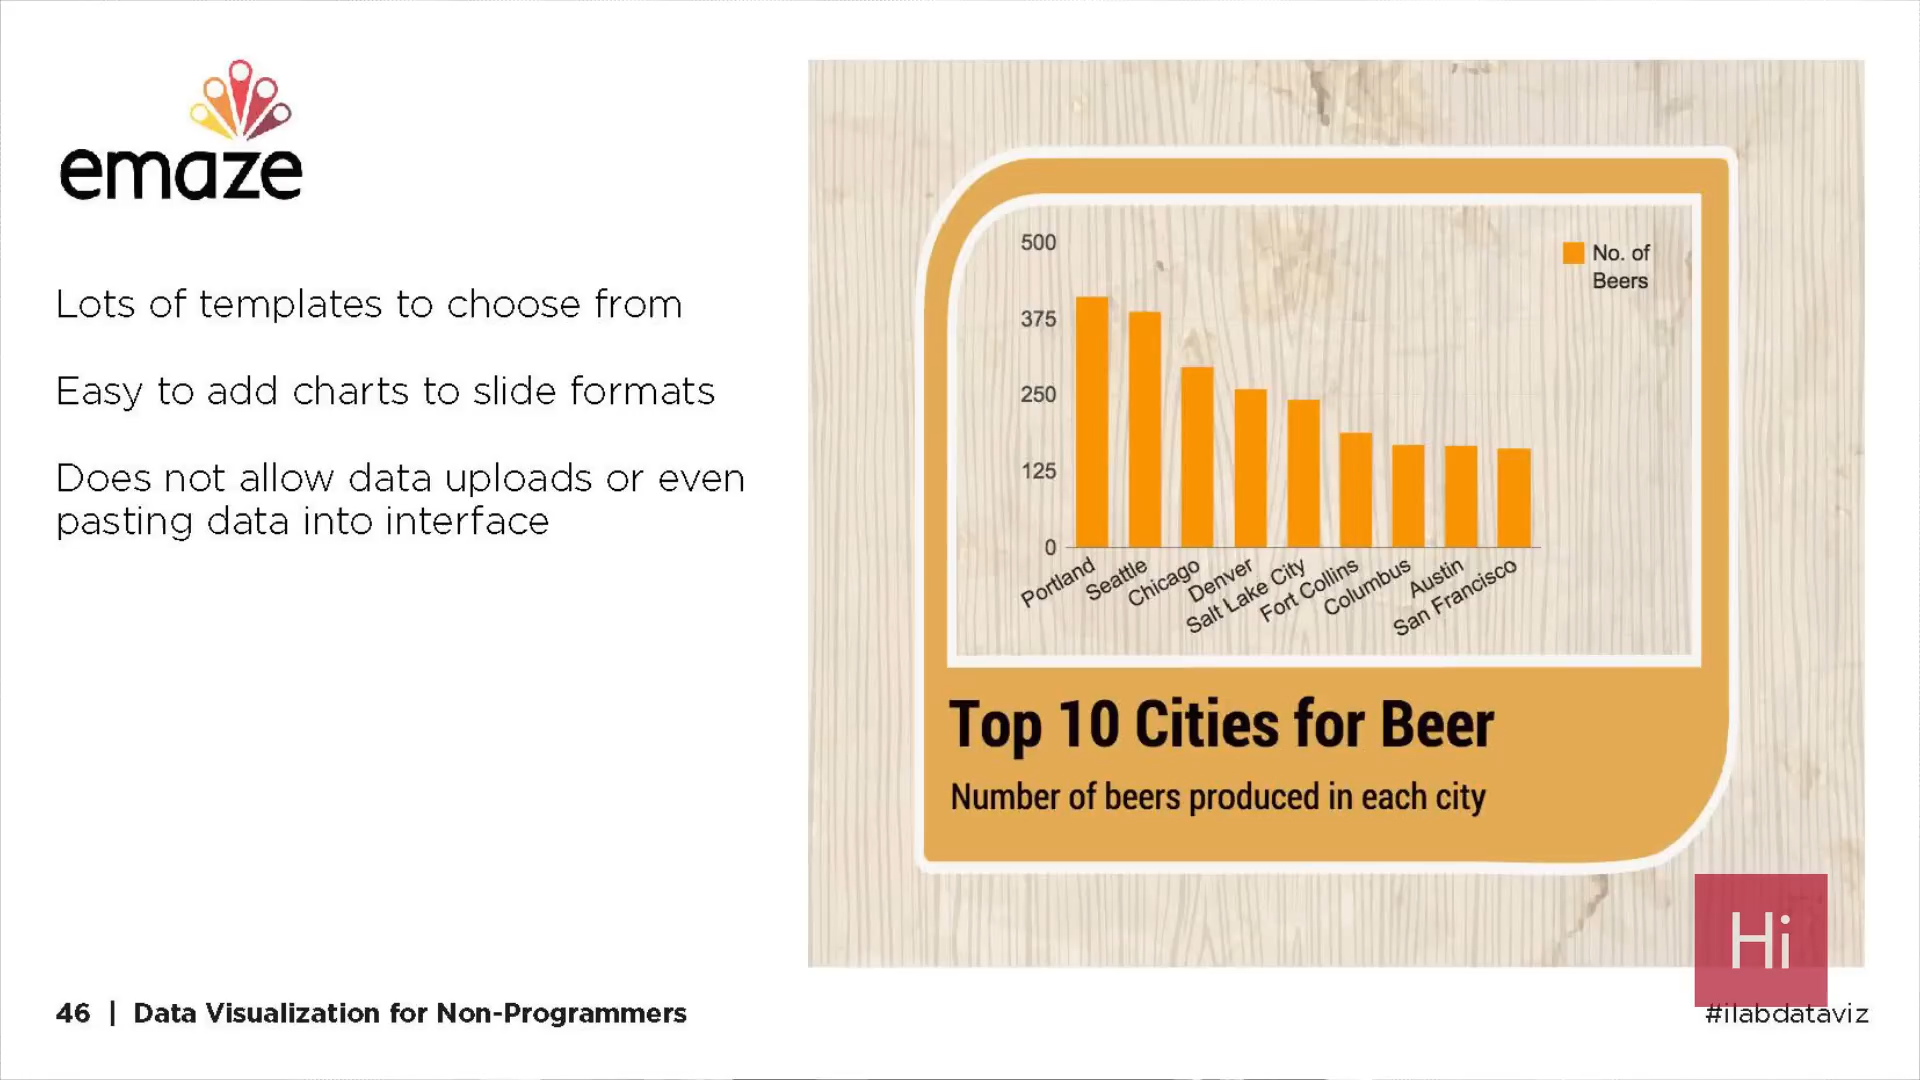 emaze
Lots of templates to choose from
Easy to add charts to slide formats
Does not allow data uploads or even
pasting data into interface
500
375
250
125
0
No. of
Beers
Portland
Seattle
Chicago
Denver
Salt Lake City
Fort Collins
Columbus
Austin
San Francisco
Top 10 Cities for Beer
Number of beers produced in each city
Hi
46 | Data Visualization for Non-Programmers
#ilabdataviz